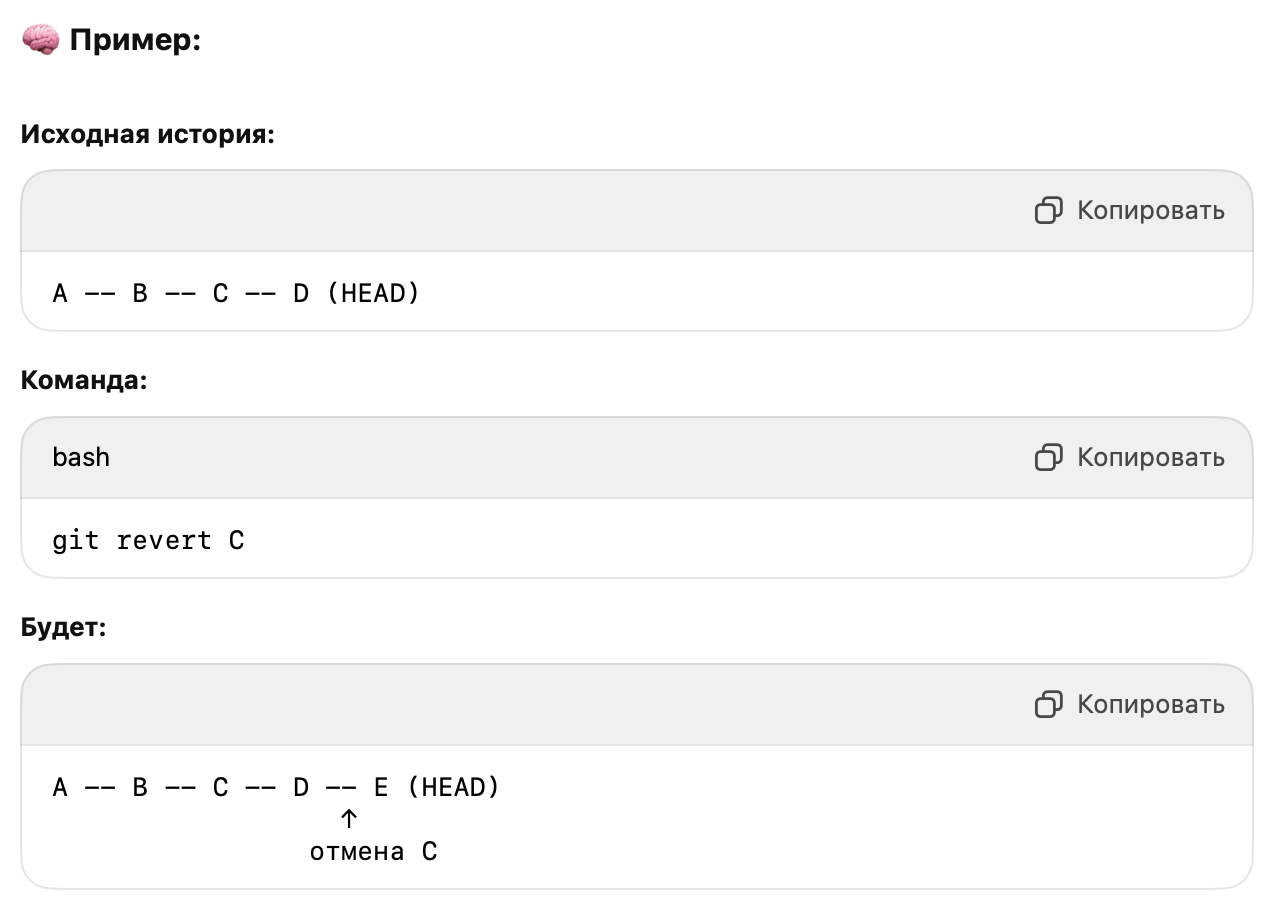 🧠 Пример:
Исходная история:
Копировать
A –– B –– C –– D (HEAD)
Команда:
bash
Копировать
git revert C
Будет:
Копировать
A –– B –– C –– D –– E (HEAD)
↑
отмена C